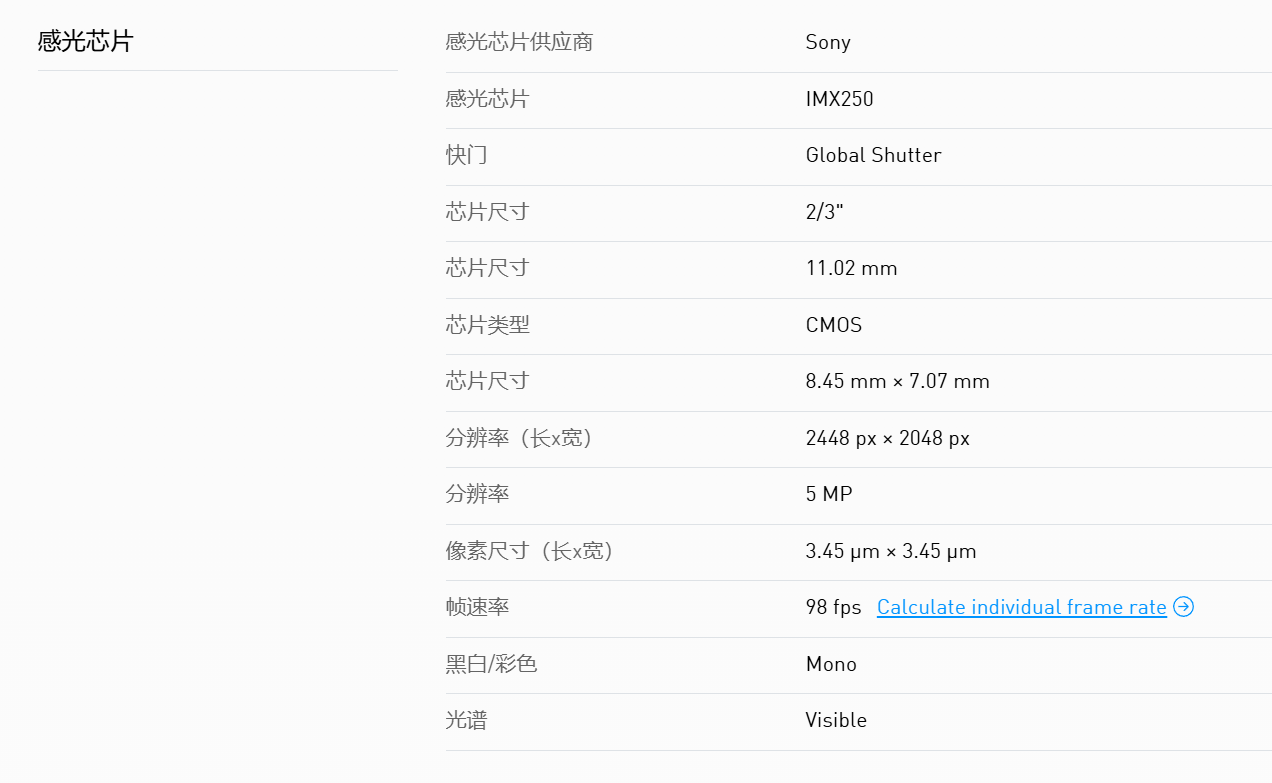 感光芯片
感光芯片供应商 Sony
感光芯片 IMX250
快门 Global Shutter
芯片尺寸 2/3"
芯片尺寸 11.02 mm
芯片类型 CMOS
芯片尺寸 8.45 mm × 7.07 mm
分辨率（长x宽） 2448 px × 2048 px
分辨率 5 MP
像素尺寸（长x宽） 3.45 µm × 3.45 µm
帧速率 98 fps Calculate individual frame rate
黑白/彩色 Mono
光谱 Visible